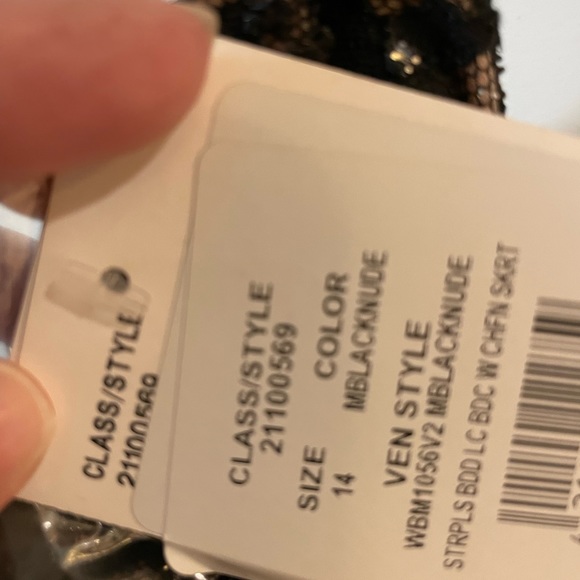 CLASS/STYLE
21100569
CLASS/STYLE
21100569
SIZE
14
COLOR
MBLACKNUDE
VEN STYLE
WBM1056V2 MBLACKNUDE
STRPLS BDD LC BDC W CHFN SKRT